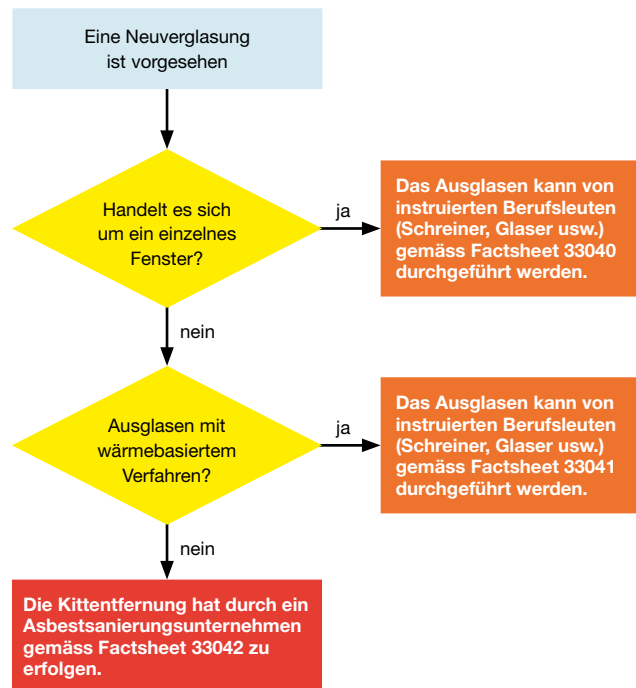 Eine Neuverglasung
ist vorgesehen
Handelt es sich
um ein einzelnes
Fenster?
ja
Das Ausglasen kann von
instruierten Berufsleuten
(Schreiner, Glaser usw.)
gemäss Factsheet 33040
durchgeführt werden.
nein
Ausglasen mit
wärmebasiertem
Verfahren?
ja
Das Ausglasen kann von
instruierten Berufsleuten
(Schreiner, Glaser usw.)
gemäss Factsheet 33041
durchgeführt werden.
nein
Die Kittentfernung hat durch ein
Asbestsanierungsunternehmen
gemäss Factsheet 33042 zu
erfolgen.